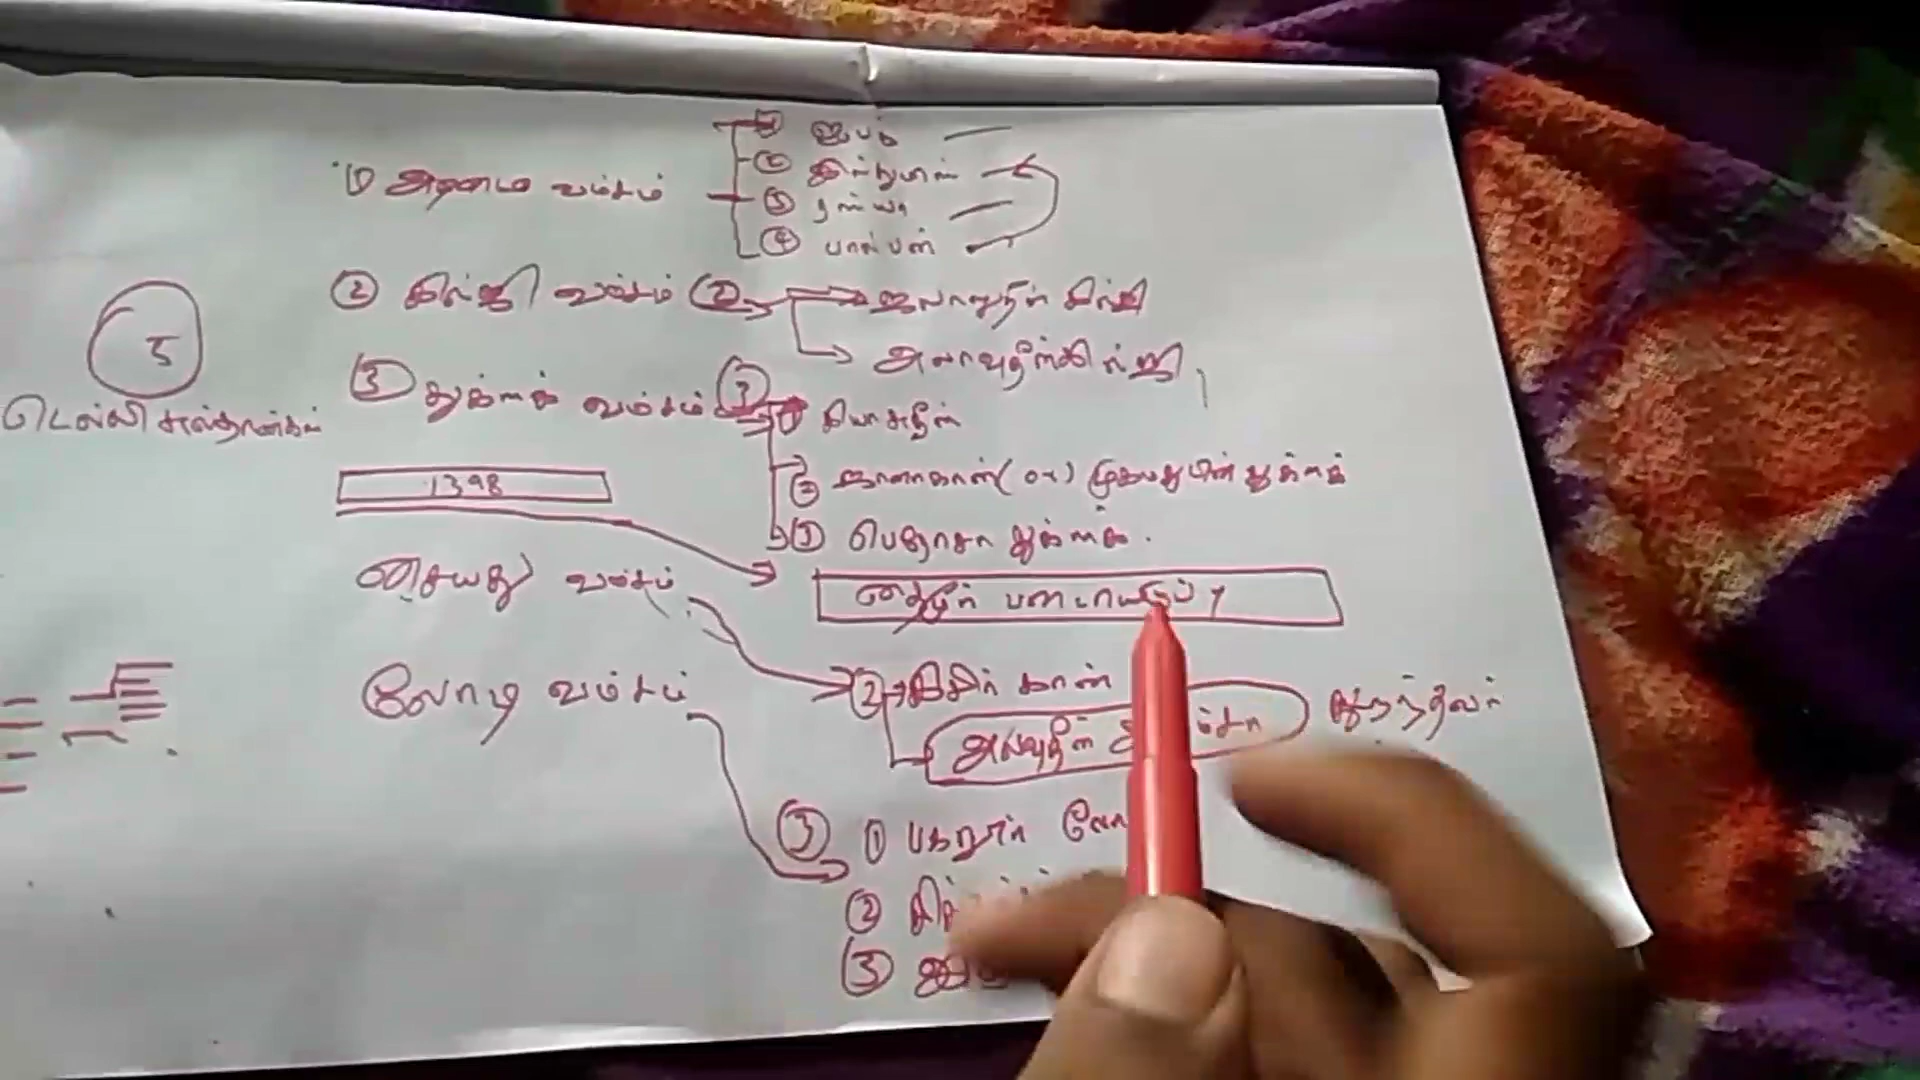 ① அடிமை வம்சம்
① ஐபக்
② இல்துமிஸ்
③ ரஸியா
④ பால்பன்
② கில்ஜி வம்சம் ②
ஜலாலுதீன் கில்ஜி
அலாவுதீன்கில்ஜி
5
டெல்லி சுல்தான்கள்
③ துக்ளக் வம்சம் ③
① கியாசுதீன்
② ஜூனாகான் (or) முகமதுபின் துக்ளக்
③ பெரோசா துக்ளக்.
1398
தைமூர் படையெடுப்பு
சையது வம்சம்
② கிசிர் கான்
அலாவுதீன் துறந்தவர்
லோடி வம்சம்
③ ① பகலூல்
②
③